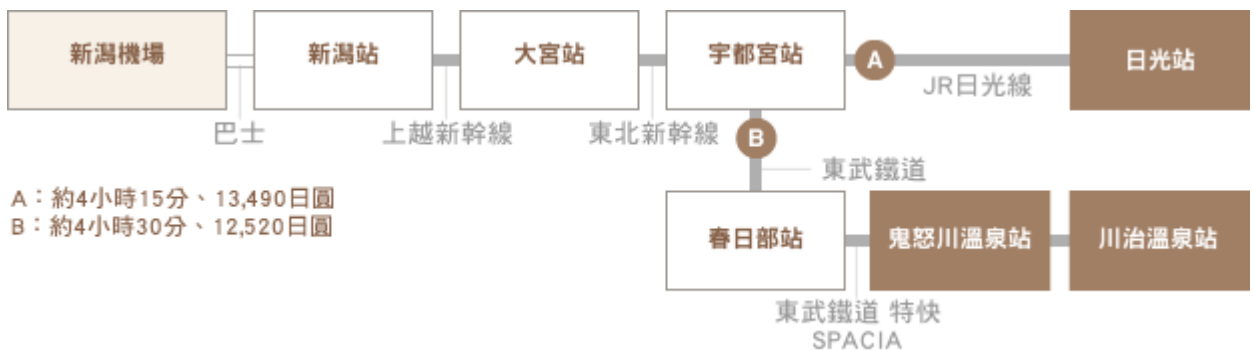 新潟機場
新潟站
大宮站
宇都宮站
A
日光站
JR日光線
巴士
上越新幹線
東北新幹線
B
東武鐵道
A：約4小時15分、13,490日圓
B：約4小時30分、12,520日圓
春日部站
鬼怒川溫泉站
川治溫泉站
東武鐵道 特快
SPACIA